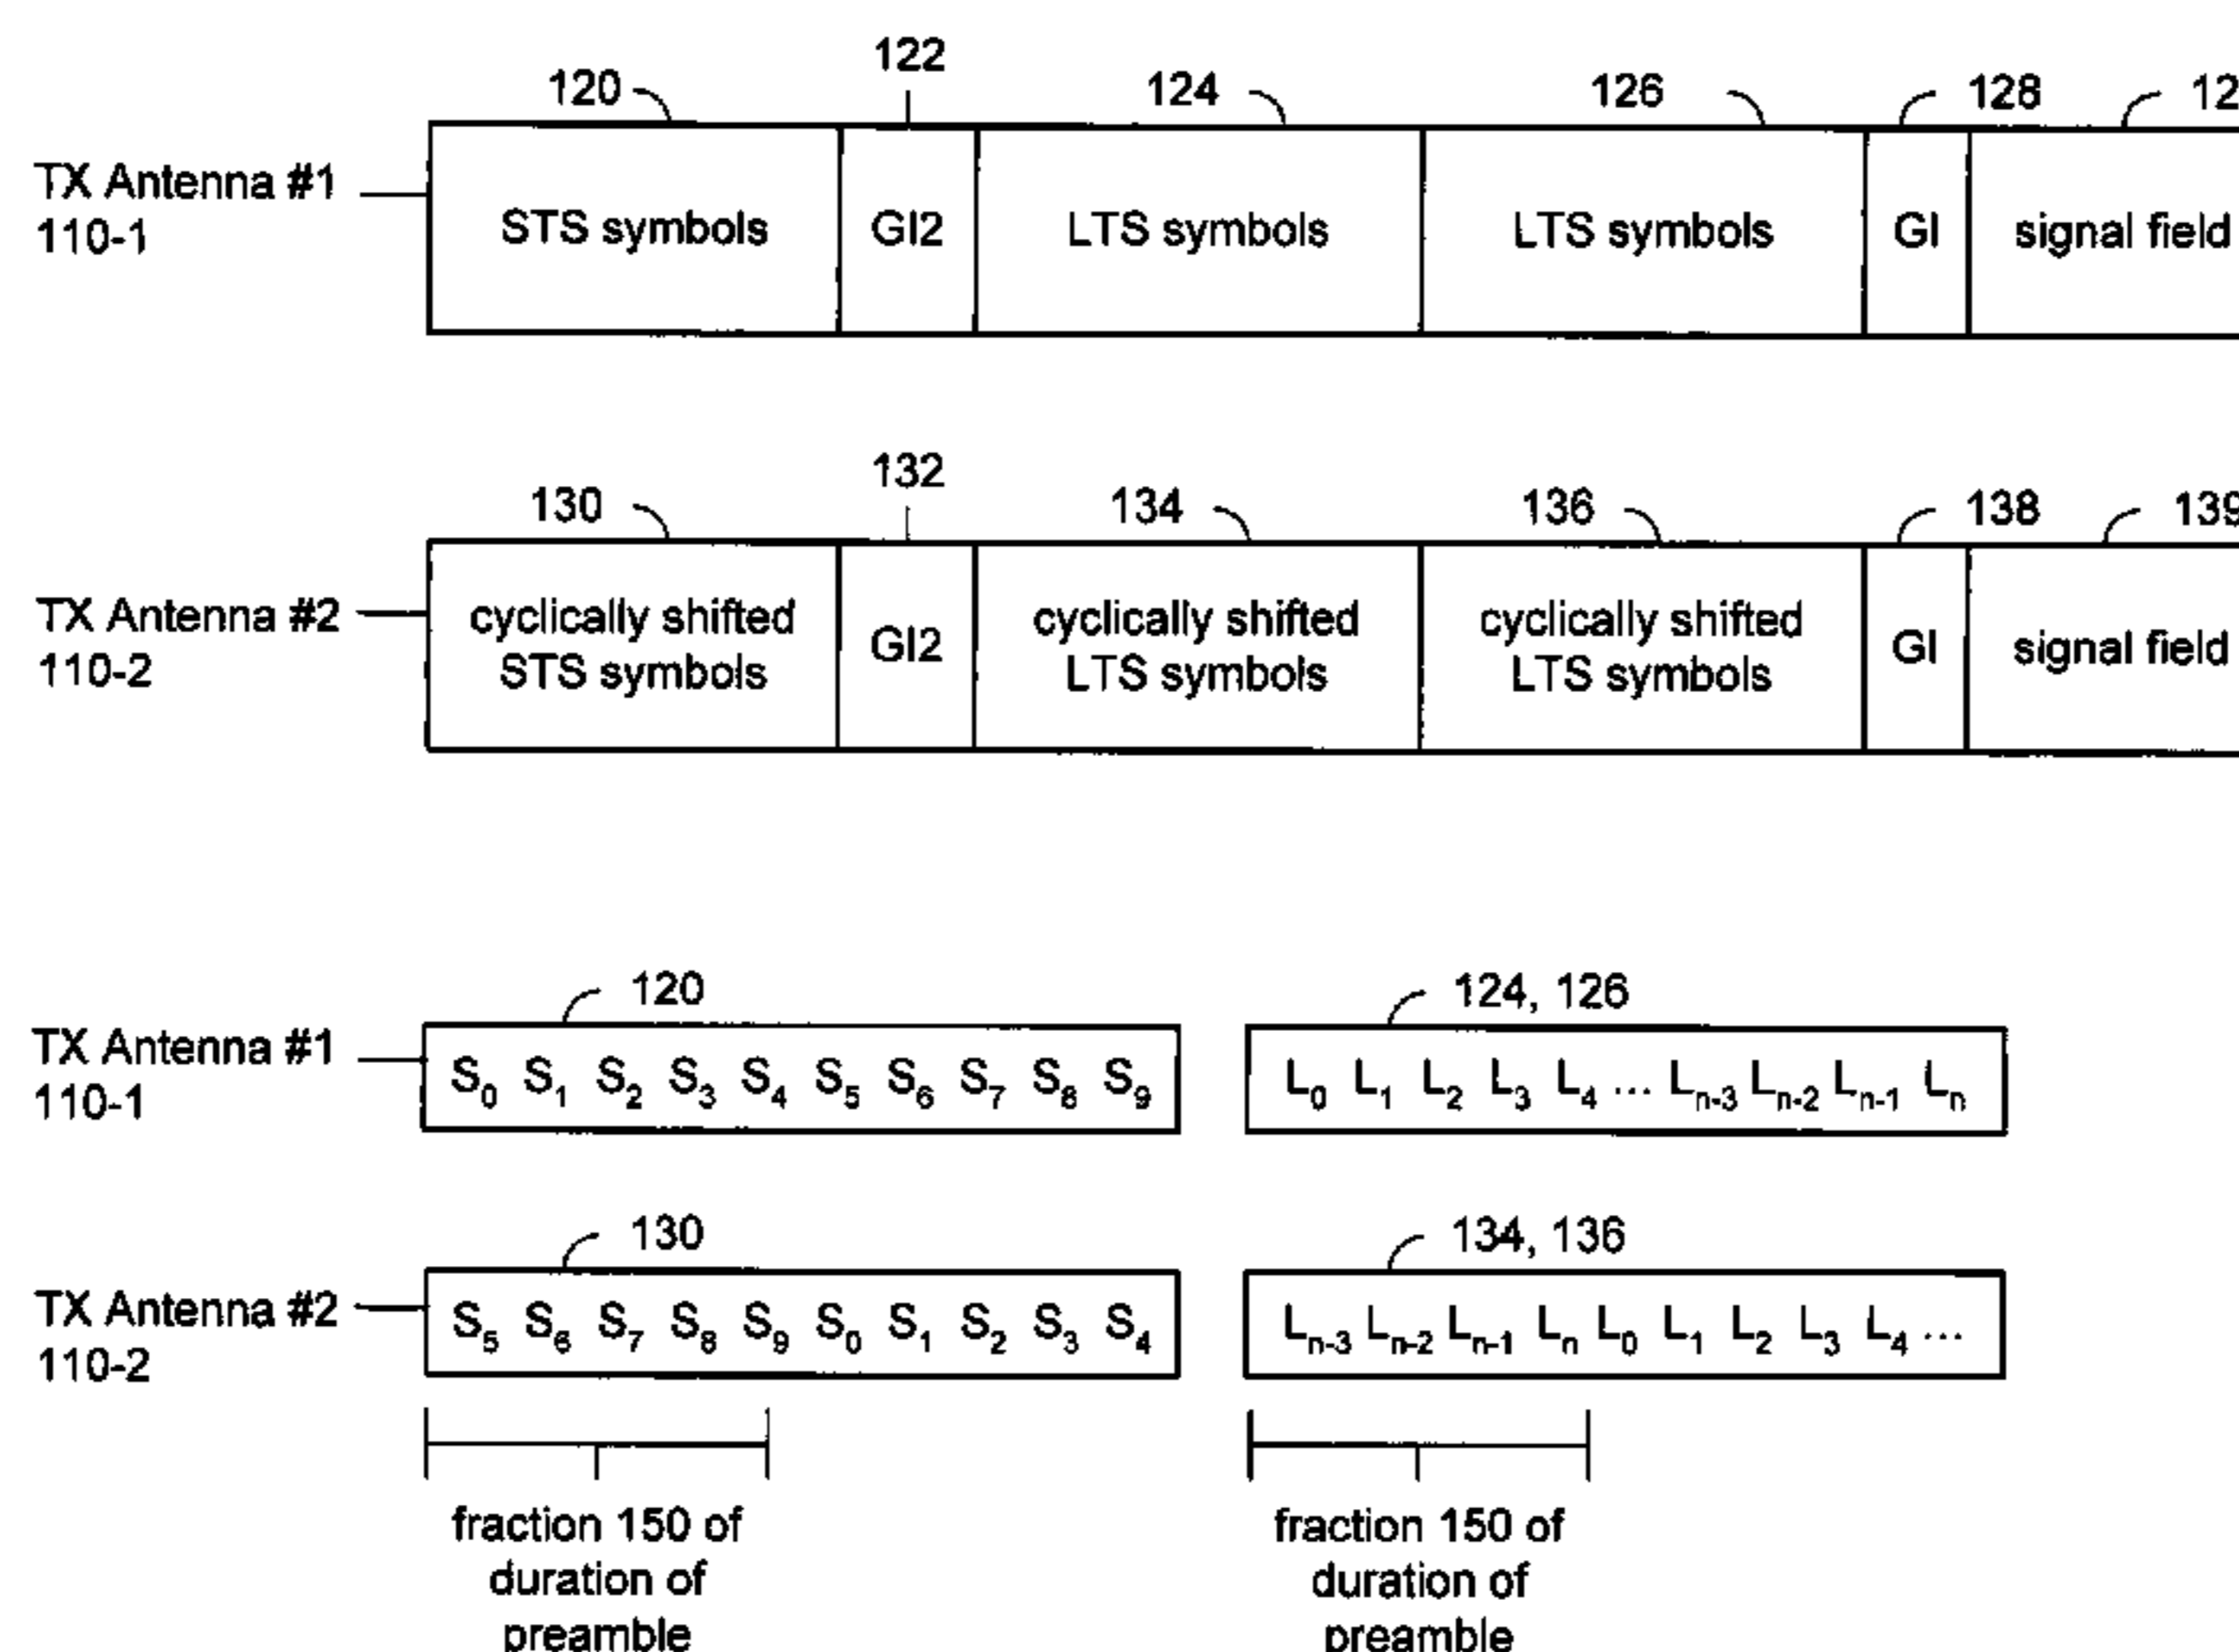 120 122 124 126 128 12
TX Antenna #1
110-1
STS symbols GI2 LTS symbols LTS symbols GI signal field
130 132 134 136 138 139
TX Antenna #2
110-2
cyclically shifted
STS symbols
GI2
cyclically shifted
LTS symbols
cyclically shifted
LTS symbols
GI
signal field
120 124, 126
TX Antenna #1
110-1
S0 S1 S2 S3 S4 S5 S6 S7 S8 S9
L0 L1 L2 L3 L4 ... Ln-3 Ln-2 Ln-1 Ln
130 134, 136
TX Antenna #2
110-2
S5 S6 S7 S8 S9 S0 S1 S2 S3 S4
Ln-3 Ln-2 Ln-1 Ln L0 L1 L2 L3 L4 ...
fraction 150 of
duration of
preamble
fraction 150 of
duration of
preamble